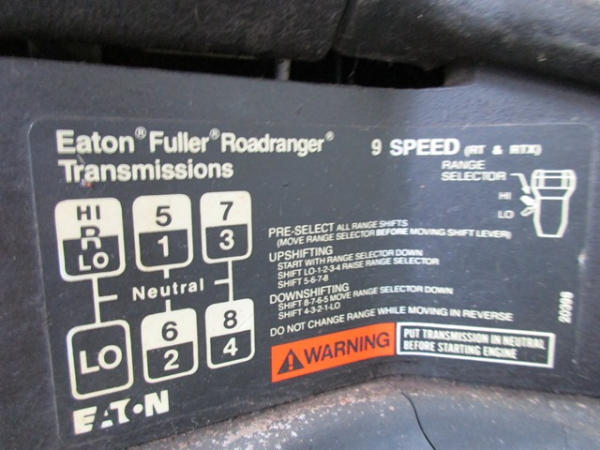 Eaton® Fuller® Roadranger®
Transmissions
9 SPEED (RT & RTX)
RANGE
SELECTOR
HI
LO
HI
R
LO
5
1
7
3
Neutral
LO
6
2
8
4
PRE-SELECT ALL RANGE SHIFTS
(MOVE RANGE SELECTOR BEFORE MOVING SHIFT LEVER)
UPSHIFTING
START WITH RANGE SELECTOR DOWN
SHIFT LO-1-2-3-4 RAISE RANGE SELECTOR
SHIFT 5-6-7-8
DOWNSHIFTING
SHIFT 8-7-6-5 MOVE RANGE SELECTOR DOWN
SHIFT 4-3-2-1-LO
DO NOT CHANGE RANGE WHILE MOVING IN REVERSE
WARNING
PUT TRANSMISSION IN NEUTRAL
BEFORE STARTING ENGINE
EATON